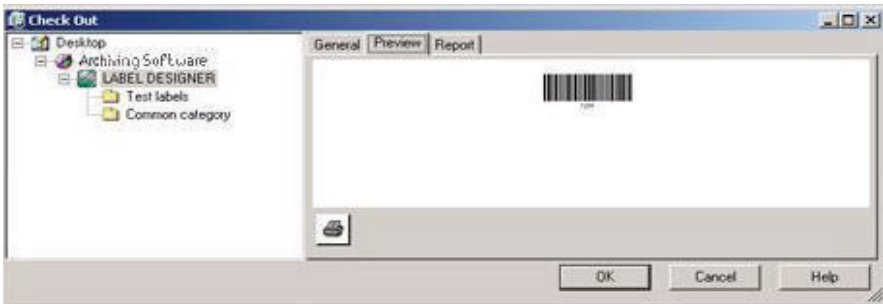 Check Out
Desktop
Archiving Software
LABEL DESIGNER
Test labels
Common category
General Preview Report
OK Cancel Help